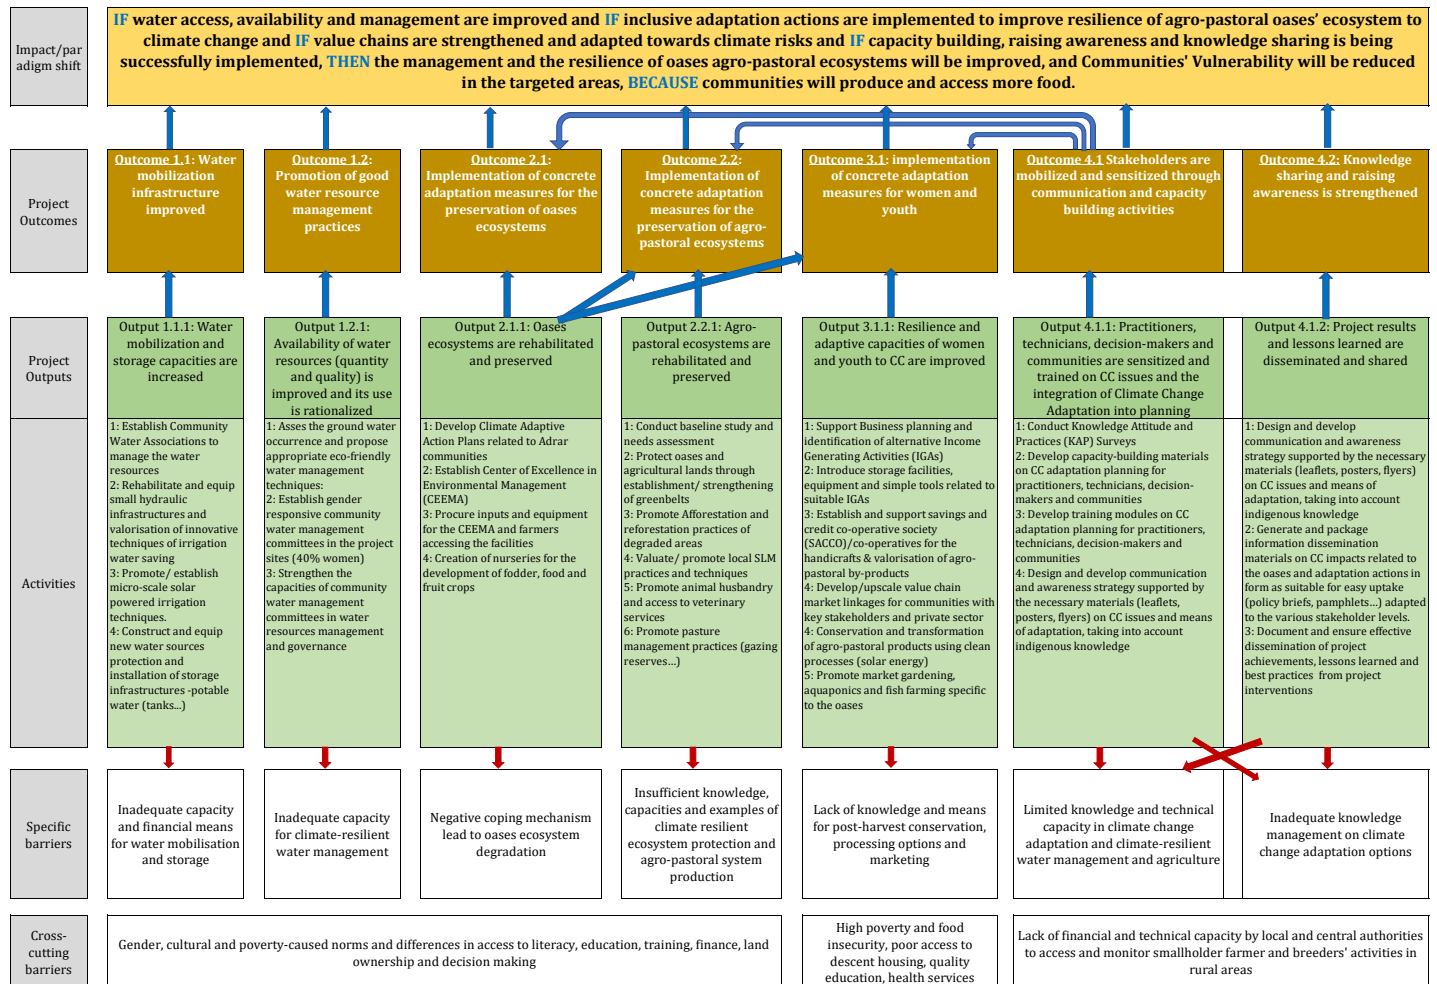 Impact/par
adigm shift
IF water access, availability and management are improved and IF inclusive adaptation actions are implemented to improve resilience of agro-pastoral oases’ ecosystem to
climate change and IF value chains are strengthened and adapted towards climate risks and IF capacity building, raising awareness and knowledge sharing is being
successfully implemented, THEN the management and the resilience of oases agro-pastoral ecosystems will be improved, and Communities' Vulnerability will be reduced
in the targeted areas, BECAUSE communities will produce and access more food.
Project
Outcomes
Outcome 1.1: Water
mobilization
infrastructure
improved
Outcome 1.2:
Promotion of good
water resource
management
practices
Outcome 2.1:
Implementation of concrete
adaptation measures for the
preservation of oases
ecosystems
Outcome 2.2:
Implementation of
concrete adaptation
measures for the
preservation of agro-
pastoral ecosystems
Outcome 3.1: implementation
of concrete adaptation
measures for women and
youth
Outcome 4.1 Stakeholders are
mobilized and sensitized through
communication and capacity
building activities
Outcome 4.2: Knowledge
sharing and raising
awareness is strengthened
Project
Outputs
Output 1.1.1: Water
mobilization and
storage capacities are
increased
Output 1.2.1:
Availability of water
resources (quantity
and quality) is
improved and its use
is rationalized
Output 2.1.1: Oases
ecosystems are rehabilitated
and preserved
Output 2.2.1: Agro-
pastoral ecosystems are
rehabilitated and
preserved
Output 3.1.1: Resilience and
adaptive capacities of women
and youth to CC are improved
Output 4.1.1: Practitioners,
technicians, decision-makers and
communities are sensitized and
trained on CC issues and the
integration of Climate Change
Adaptation into planning
Output 4.1.2: Project results
and lessons learned are
disseminated and shared
Activities
1: Establish Community
Water Associations to
manage the water
resources
2: Rehabilitate and equip
small hydraulic
infrastructures and
valorisation of innovative
techniques of irrigation
water saving
3: Promote/ establish
micro-scale solar
powered irrigation
techniques.
4: Construct and equip
new water sources
protection and
installation of storage
infrastructures -potable
water (tanks...)
1: Asses the ground water
occurrence and propose
appropriate eco-friendly
water management
techniques:
2: Establish gender
responsive community
water management
committees in the project
sites (40% women)
3: Strengthen the
capacities of community
water management
committees in water
resources management
and governance
1: Develop Climate Adaptive
Action Plans related to Adrar
communities
2: Establish Center of Excellence in
Environmental Management
(CEEMA)
3: Procure inputs and equipment
for the CEEMA and farmers
accessing the facilities
4: Creation of nurseries for the
development of fodder, food and
fruit crops
1: Conduct baseline study and
needs assessment
2: Protect oases and
agricultural lands through
establishment/ strengthening
of greenbelts
3: Promote Afforestation and
reforestation practices of
degraded areas
4: Valuate/ promote local SLM
practices and techniques
5: Promote animal husbandry
and access to veterinary
services
6: Promote pasture
management practices (gazing
reserves...)
1: Support Business planning and
identification of alternative Income
Generating Activities (IGAs)
2: Introduce storage facilities,
equipment and simple tools related to
suitable IGAs
3: Establish and support savings and
credit co-operative society
(SACCO)/co-operatives for the
handicrafts & valorisation of agro-
pastoral by-products
4: Develop/upscale value chain
market linkages for communities with
key stakeholders and private sector
4: Conservation and transformation
of agro-pastoral products using clean
processes (solar energy)
5: Promote market gardening,
aquaponics and fish farming specific
to the oases
1: Conduct Knowledge Attitude and
Practices (KAP) Surveys
2: Develop capacity-building materials
on CC adaptation planning for
practitioners, technicians, decision-
makers and communities
3: Develop training modules on CC
adaptation planning for practitioners,
technicians, decision-makers and
communities
4: Design and develop communication
and awareness strategy supported by
the necessary materials (leaflets,
posters, flyers) on CC issues and means
of adaptation, taking into account
indigenous knowledge
1: Design and develop
communication and awareness
strategy supported by the necessary
materials (leaflets, posters, flyers)
on CC issues and means of
adaptation, taking into account
indigenous knowledge
2: Generate and package
information dissemination
materials on CC impacts related to
the oases and adaptation actions in
form as suitable for easy uptake
(policy briefs, pamphlets...) adapted
to the various stakeholder levels.
3: Document and ensure effective
dissemination of project
achievements, lessons learned and
best practices from project
interventions
Specific
barriers
Inadequate capacity
and financial means
for water mobilisation
and storage
Inadequate capacity
for climate-resilient
water management
Negative coping mechanism
lead to oases ecosystem
degradation
Insufficient knowledge,
capacities and examples of
climate resilient
ecosystem protection and
agro-pastoral system
production
Lack of knowledge and means
for post-harvest conservation,
processing options and
marketing
Limited knowledge and technical
capacity in climate change
adaptation and climate-resilient
water management and agriculture
Inadequate knowledge
management on climate
change adaptation options
Cross-
cutting
barriers
Gender, cultural and poverty-caused norms and differences in access to literacy, education, training, finance, land
ownership and decision making
High poverty and food
insecurity, poor access to
descent housing, quality
education, health services
Lack of financial and technical capacity by local and central authorities
to access and monitor smallholder farmer and breeders' activities in
rural areas